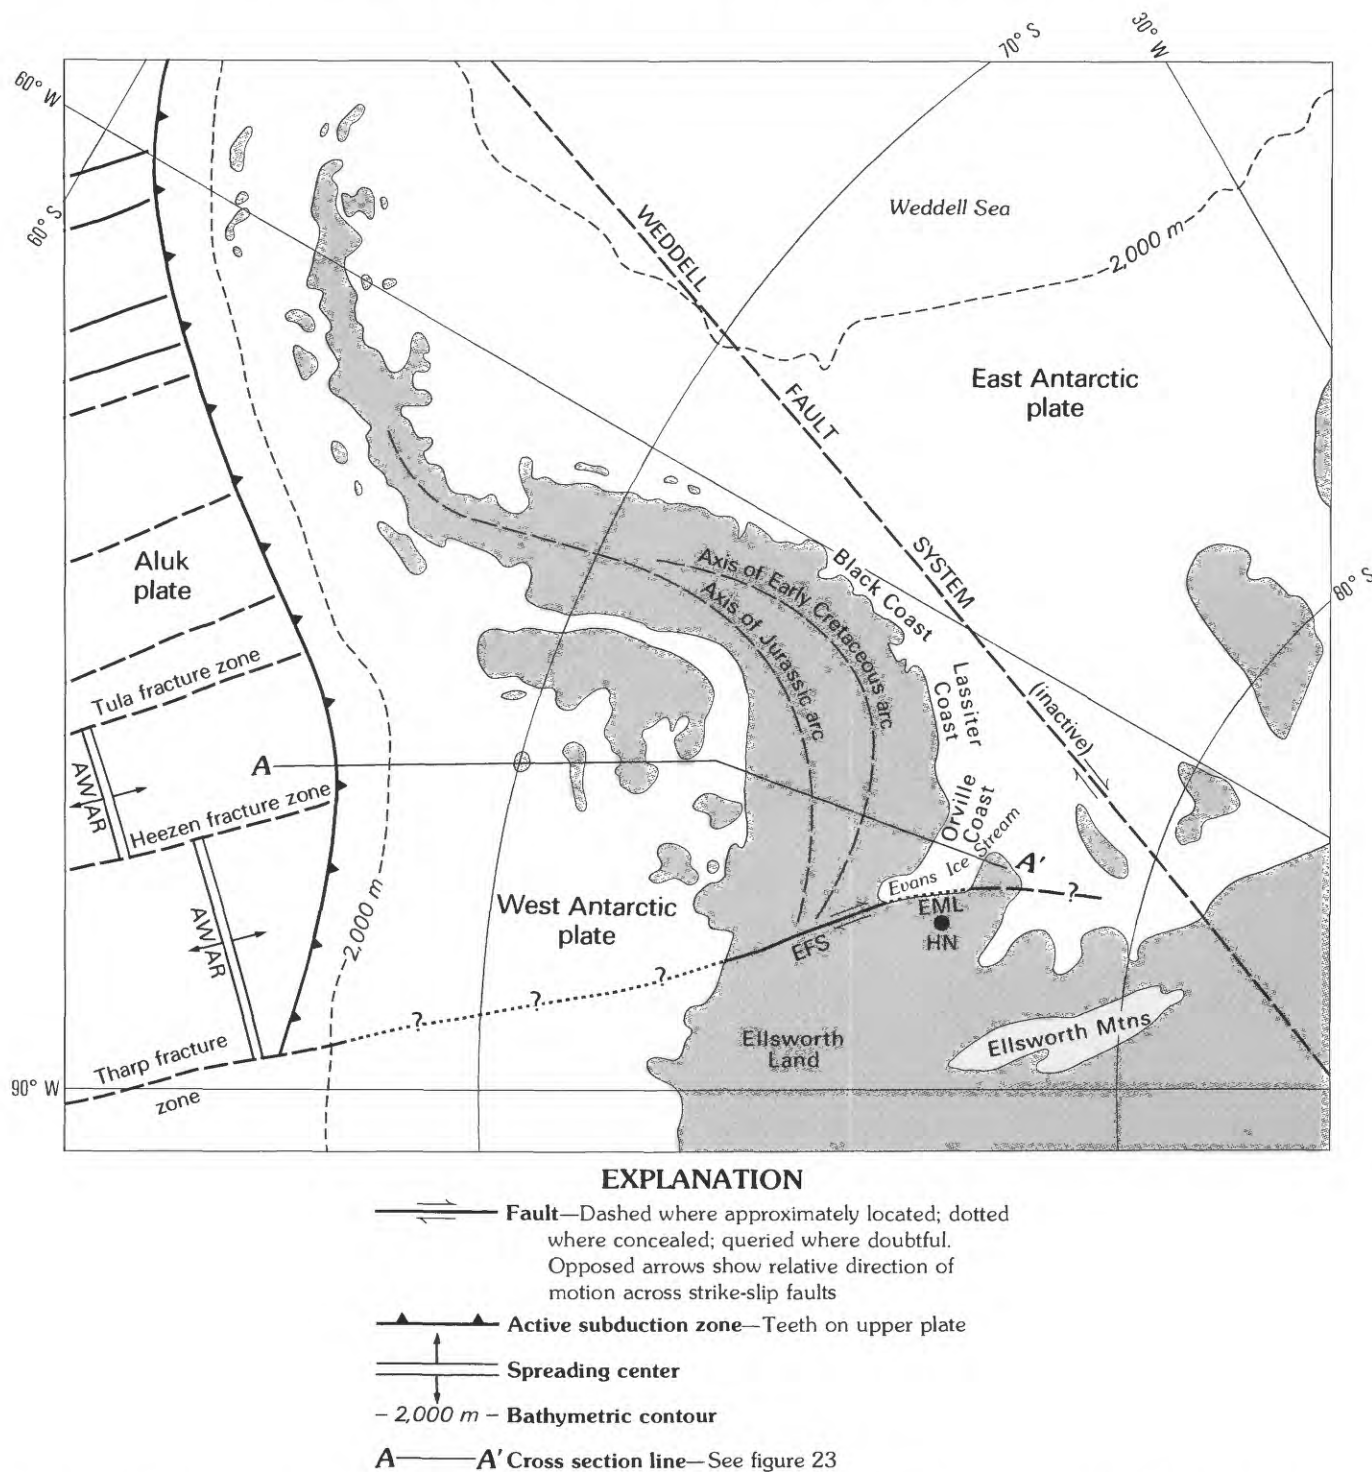 60° W
60° S
70° S
30° W
80° S
90° W
Weddell Sea
2,000 m
WEDDELL FAULT SYSTEM
(inactive)
East Antarctic
plate
Aluk
plate
Axis of Early Cretaceous arc
Axis of Jurassic arc
Black Coast
Lassiter
Coast
Orville
Coast
Tula fracture zone
AW/AR
A
Heezen fracture zone
A'
Evans Ice Stream
AW/AR
2,000 m
West Antarctic
plate
EFS
EML
HN
?
?
?
?
Ellsworth
Land
Ellsworth Mtns
Tharp fracture
zone
EXPLANATION
Fault—Dashed where approximately located; dotted
where concealed; queried where doubtful.
Opposed arrows show relative direction of
motion across strike-slip faults
Active subduction zone—Teeth on upper plate
Spreading center
– 2,000 m – Bathymetric contour
A——A' Cross section line—See figure 23